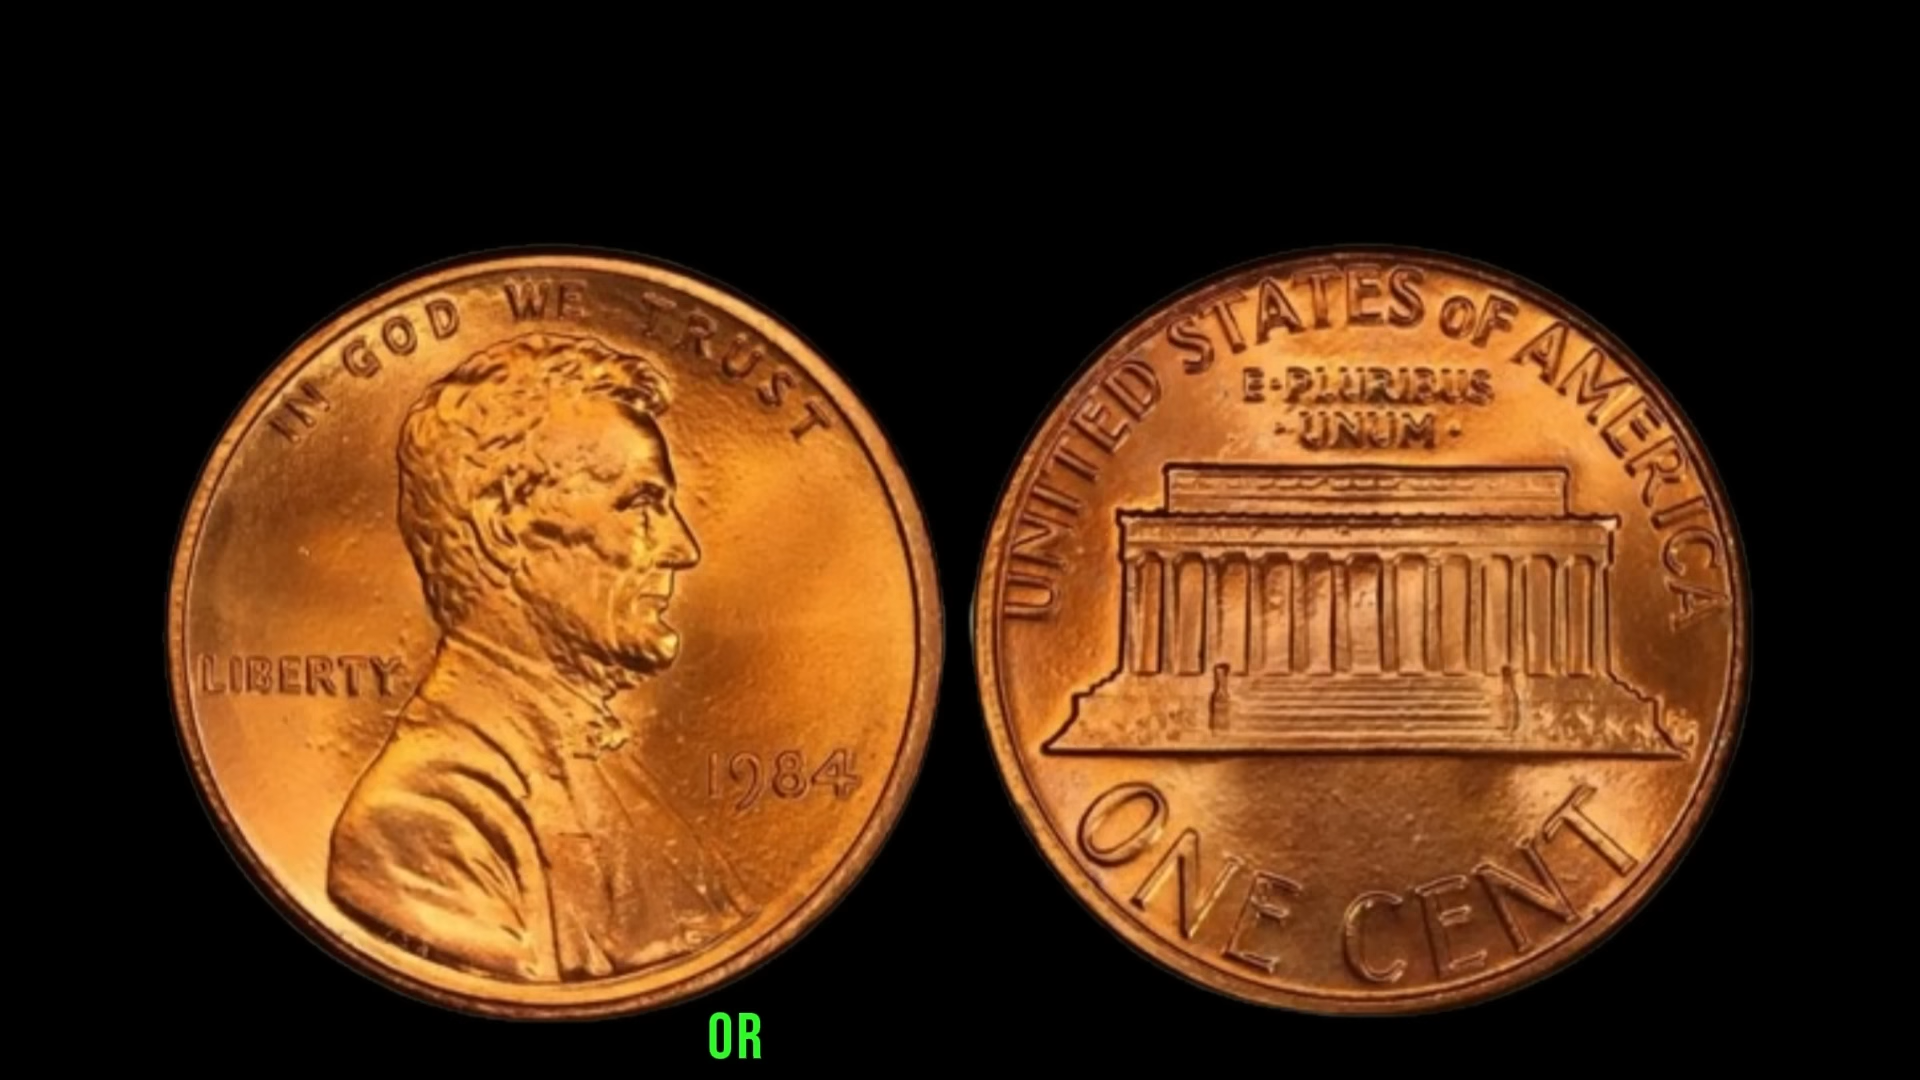 IN GOD WE TRUST
LIBERTY
1984
UNITED STATES OF AMERICA
E·PLURIBUS
·UNUM·
ONE CENT
OR